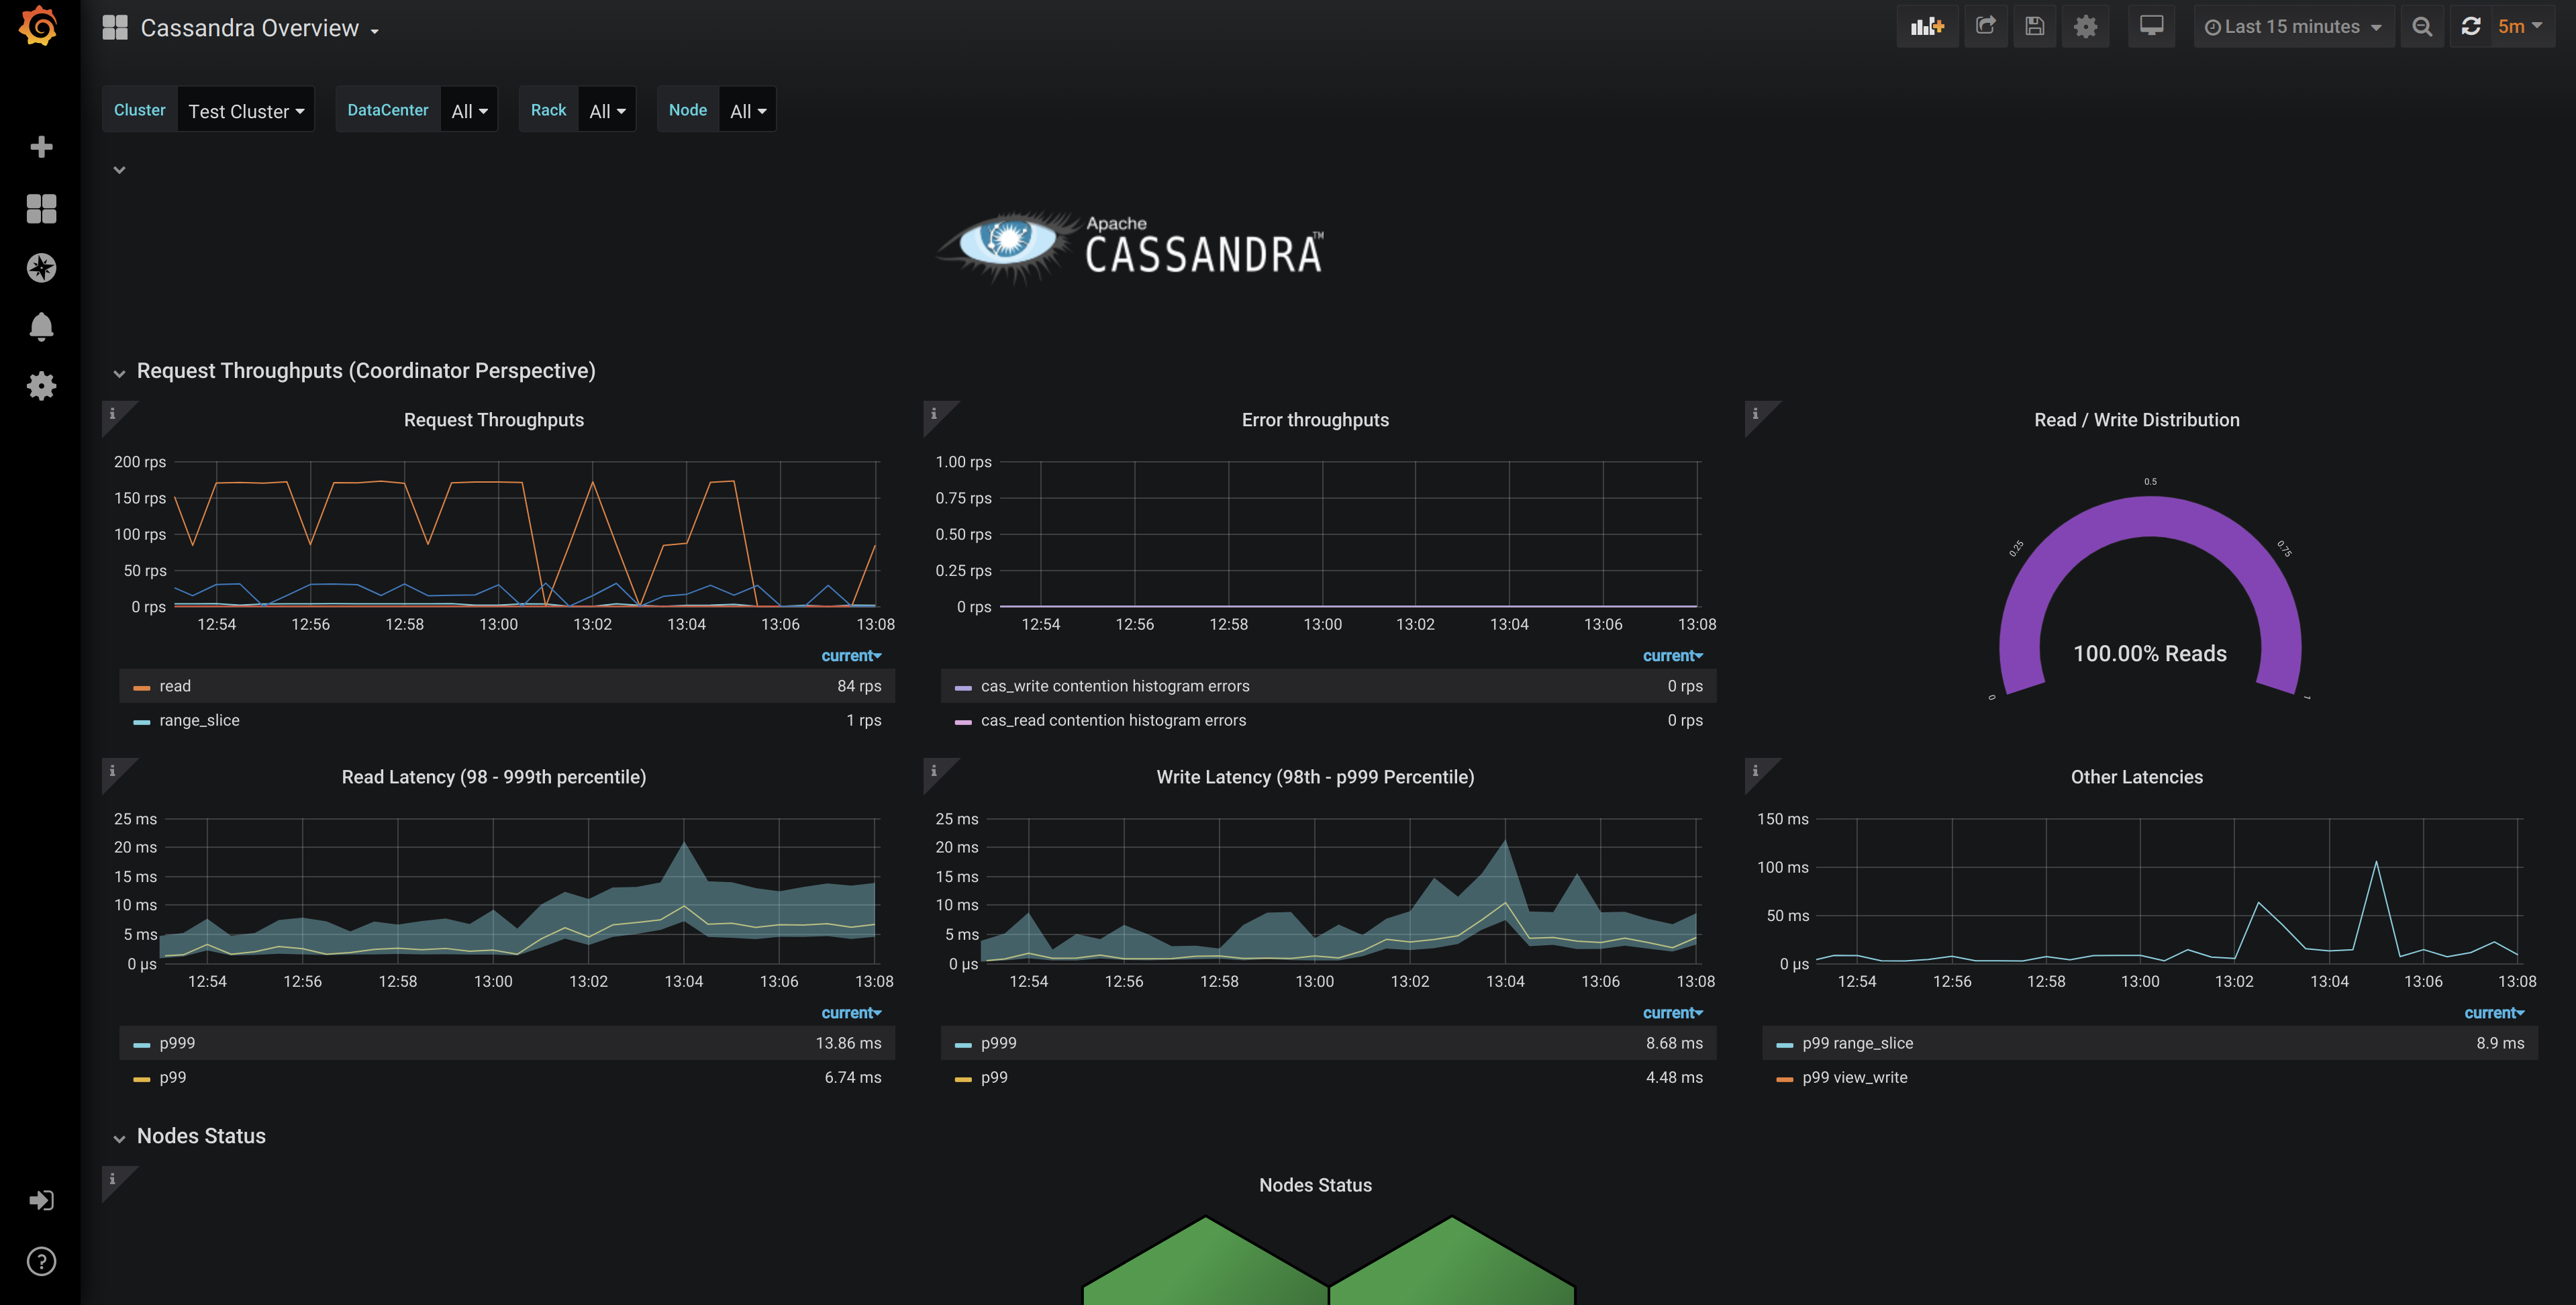 Cassandra Overview
Last 15 minutes
5m
Cluster Test Cluster DataCenter All Rack All Node All
Apache
CASSANDRA™
Request Throughputs (Coordinator Perspective)
Request Throughputs
200 rps
150 rps
100 rps
50 rps
0 rps
12:54 12:56 12:58 13:00 13:02 13:04 13:06 13:08
current
read 84 rps
range_slice 1 rps
Error throughputs
1.00 rps
0.75 rps
0.50 rps
0.25 rps
0 rps
12:54 12:56 12:58 13:00 13:02 13:04 13:06 13:08
current
cas_write contention histogram errors 0 rps
cas_read contention histogram errors 0 rps
Read / Write Distribution
0.5
0.25 0.75
100.00% Reads
0 1
Read Latency (98 - 999th percentile)
25 ms
20 ms
15 ms
10 ms
5 ms
0 µs
12:54 12:56 12:58 13:00 13:02 13:04 13:06 13:08
current
p999 13.86 ms
p99 6.74 ms
Write Latency (98th - p999 Percentile)
25 ms
20 ms
15 ms
10 ms
5 ms
0 µs
12:54 12:56 12:58 13:00 13:02 13:04 13:06 13:08
current
p999 8.68 ms
p99 4.48 ms
Other Latencies
150 ms
100 ms
50 ms
0 µs
12:54 12:56 12:58 13:00 13:02 13:04 13:06 13:08
current
p99 range_slice 8.9 ms
p99 view_write
Nodes Status
Nodes Status